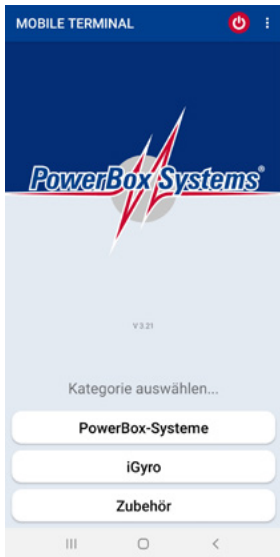 MOBILE TERMINAL
PowerBox Systems®
V 3.21
Kategorie auswählen...
PowerBox-Systeme
iGyro
Zubehör